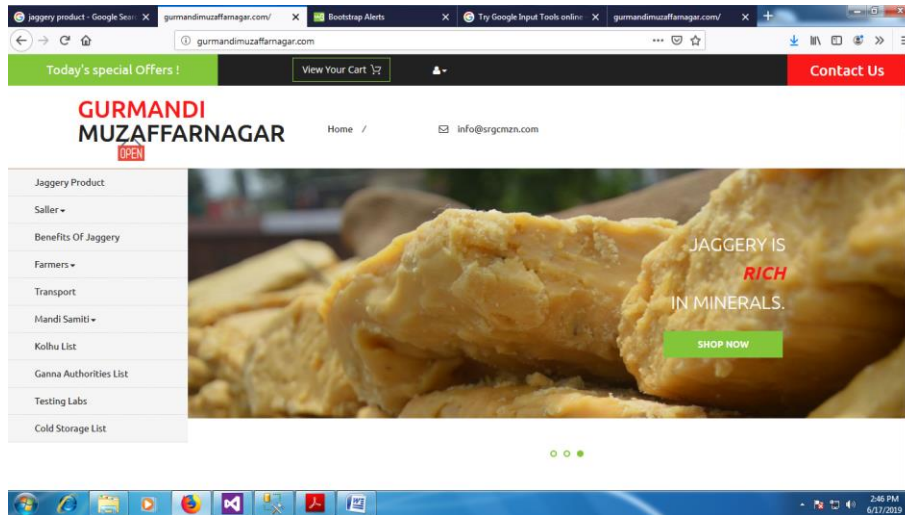 jaggery product - Google Sear
gurmandimuzaffarnagar.com/
Bootstrap Alerts
Try Google Input Tools online
gurmandimuzaffarnagar.com/
gurmandimuzaffarnagar.com
Today's special Offers !
View Your Cart
Contact Us
GURMANDI
MUZAFFARNAGAR
OPEN
Home /
info@srgcmzn.com
Jaggery Product
Saller
Benefits Of Jaggery
Farmers
Transport
Mandi Samiti
Kolhu List
Ganna Authorities List
Testing Labs
Cold Storage List
JAGGERY IS
RICH
IN MINERALS.
SHOP NOW
2:46 PM
6/17/2019